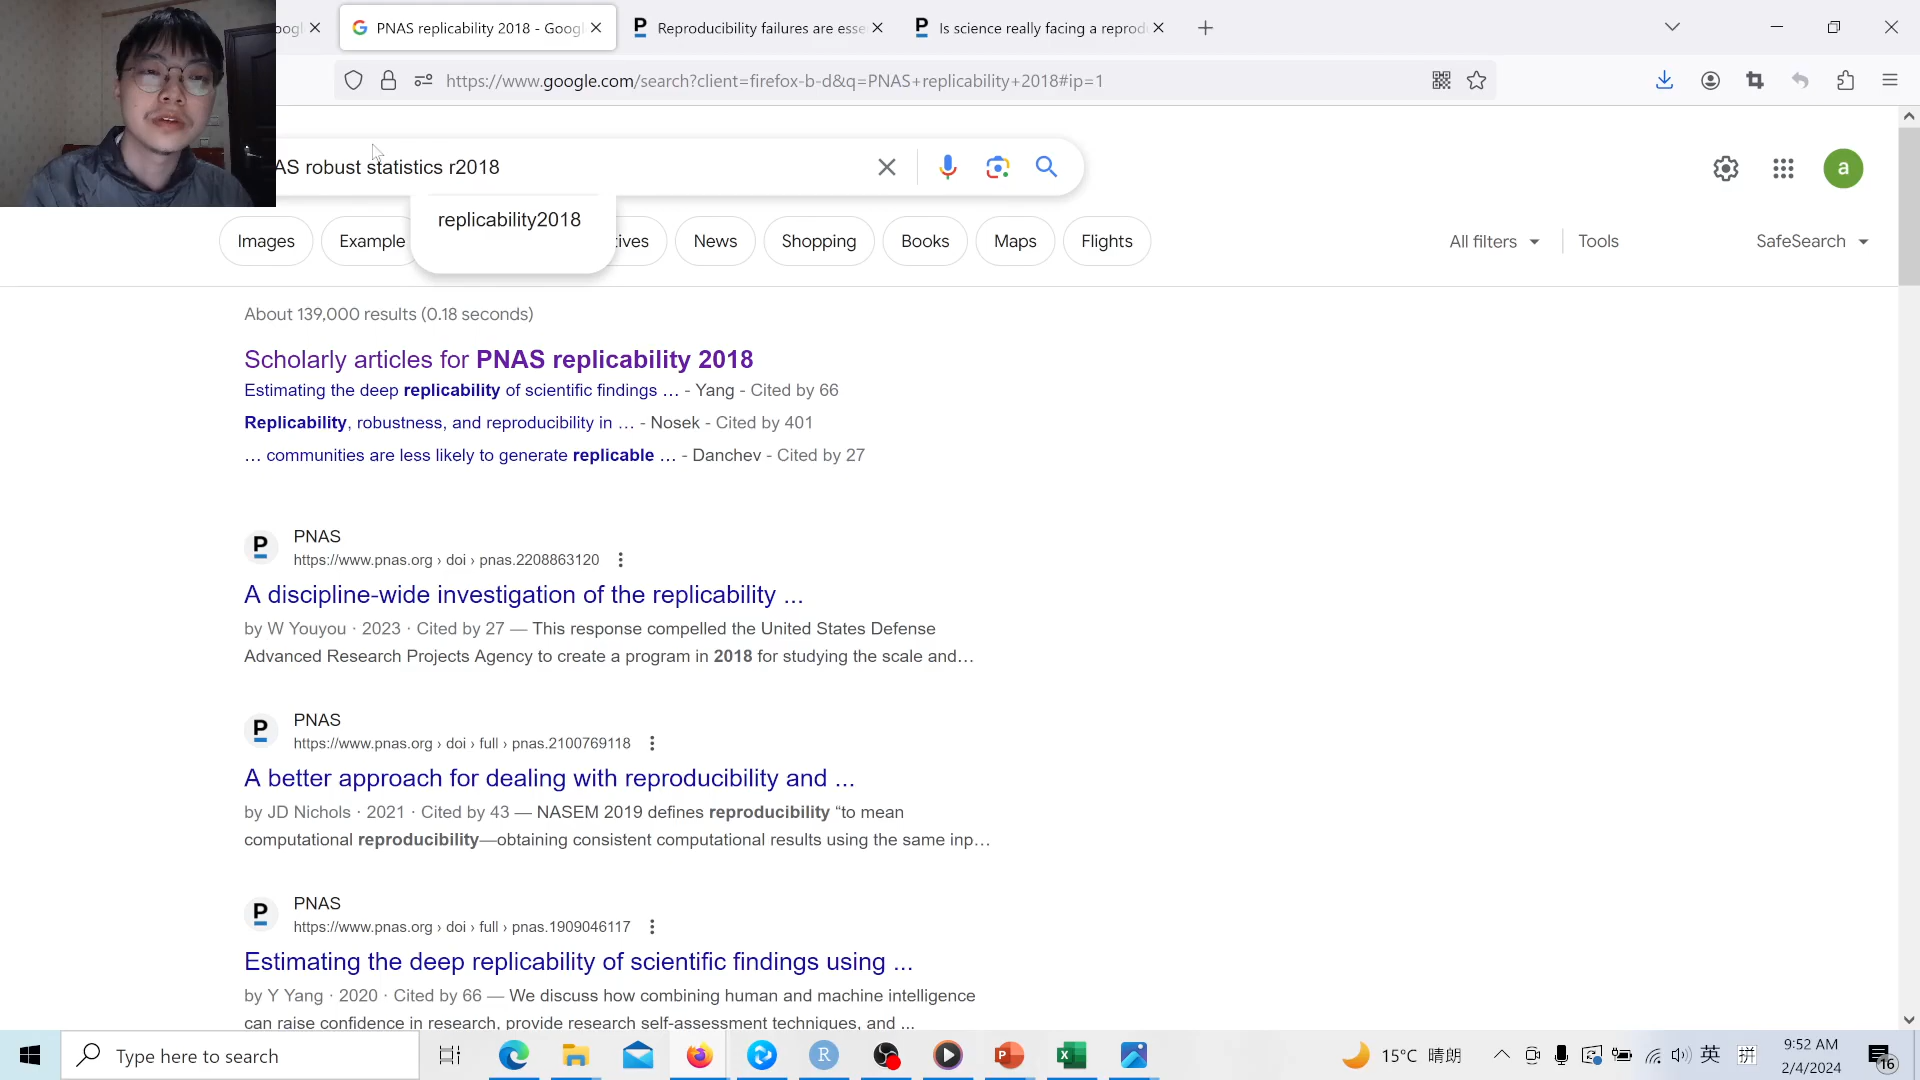 oogl
PNAS replicability 2018 - Googl
Reproducibility failures are esse
Is science really facing a reprod
https://www.google.com/search?client=firefox-b-d&q=PNAS+replicability+2018#ip=1
AS robust statistics r2018
a
replicability2018
Images
Example
tives
News
Shopping
Books
Maps
Flights
All filters
Tools
SafeSearch
About 139,000 results (0.18 seconds)
Scholarly articles for PNAS replicability 2018
Estimating the deep replicability of scientific findings … - Yang - Cited by 66
Replicability, robustness, and reproducibility in … - Nosek - Cited by 401
… communities are less likely to generate replicable … - Danchev - Cited by 27
P
PNAS
https://www.pnas.org › doi › pnas.2208863120
A discipline-wide investigation of the replicability ...
by W Youyou · 2023 · Cited by 27 — This response compelled the United States Defense
Advanced Research Projects Agency to create a program in 2018 for studying the scale and…
P
PNAS
https://www.pnas.org › doi › full › pnas.2100769118
A better approach for dealing with reproducibility and ...
by JD Nichols · 2021 · Cited by 43 — NASEM 2019 defines reproducibility “to mean
computational reproducibility—obtaining consistent computational results using the same inp…
P
PNAS
https://www.pnas.org › doi › full › pnas.1909046117
Estimating the deep replicability of scientific findings using ...
by Y Yang · 2020 · Cited by 66 — We discuss how combining human and machine intelligence
can raise confidence in research, provide research self-assessment techniques, and ...
Type here to search
15°C 晴朗
英
拼
9:52 AM
2/4/2024
16